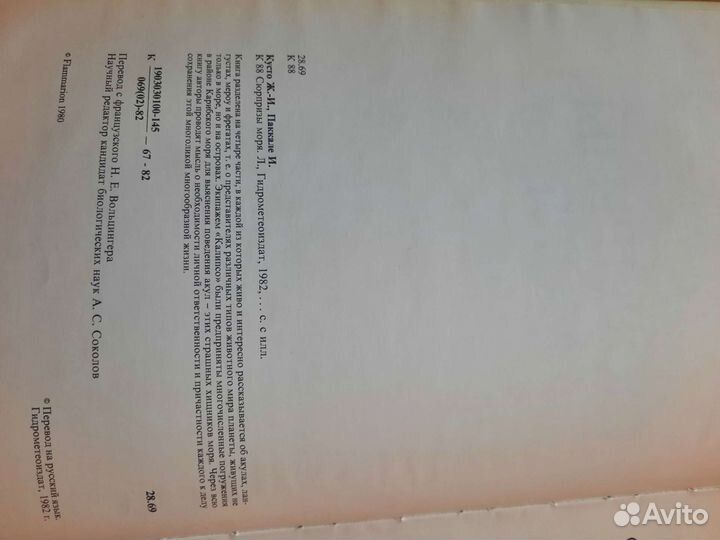 28.69
К 88
Кусто Ж.-И., Паккале И.
К 88 Сюрпризы моря. Л., Гидрометеоиздат, 1982, . . . с. с илл.
Книга разделена на четыре части, в каждой из которых живо и интересно рассказывается об акулах, лан-
густах, мероу и фрегатах, т. е. о представителях различных типов животного мира планеты, живущих не
только в море, но и на островах. Экипажем «Калипсо» были предприняты многочисленные погружения
в районе Карибского моря для выяснения поведения акул – этих страшных хищников моря. Через всю
книгу авторы проводят мысль о необходимости личной ответственности и причастности каждого к делу
сохранения этой многоликой многообразной жизни.
К 1903030100-145 — 67 - 82 28.69
069(02)-82
Перевод с французского Н. Е. Вольцингера
Научный редактор кандидат биологических наук А. С. Соколов
© Flammarion 1980
© Перевод на русский язык.
Гидрометеоиздат, 1982 г.
Avito